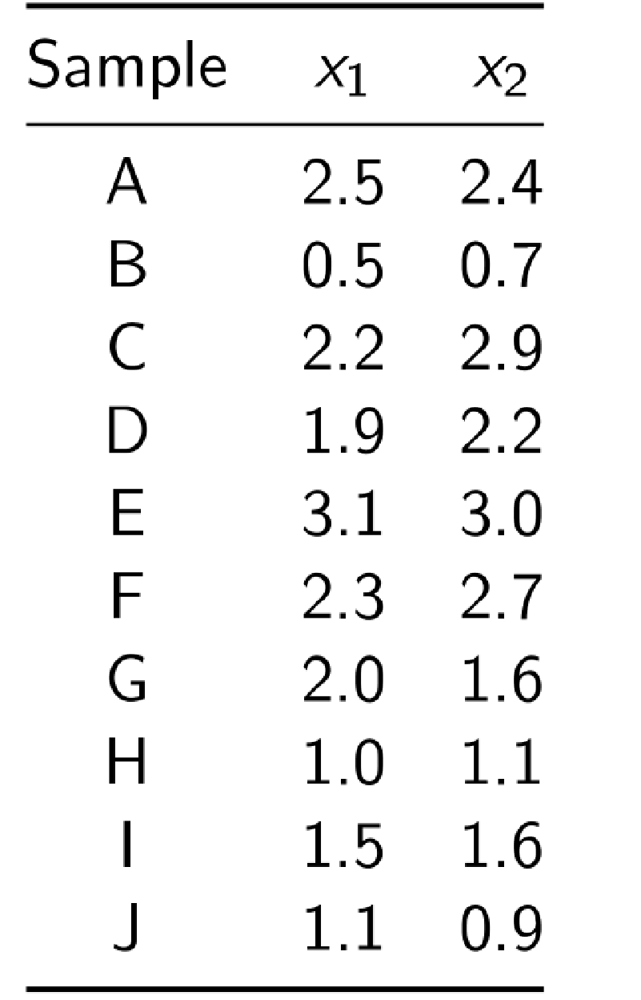 Sample x₁ x₂
A 2.5 2.4
B 0.5 0.7
C 2.2 2.9
D 1.9 2.2
E 3.1 3.0
F 2.3 2.7
G 2.0 1.6
H 1.0 1.1
I 1.5 1.6
J 1.1 0.9